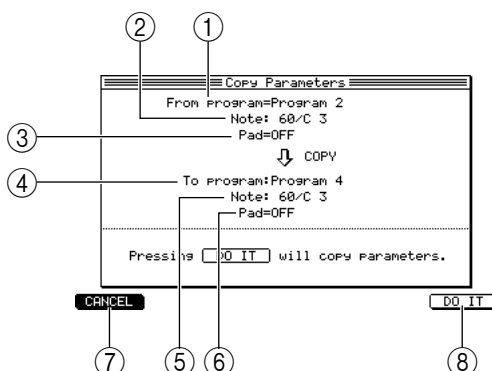 ② ①
Copy Parameters
From program=Program 2
Note: 60/C 3
③ Pad=OFF
COPY
④ To program:Program 4
Note: 60/C 3
Pad=OFF
Pressing DO IT will copy parameters.
CANCEL DO IT
⑦ ⑤ ⑥ ⑧